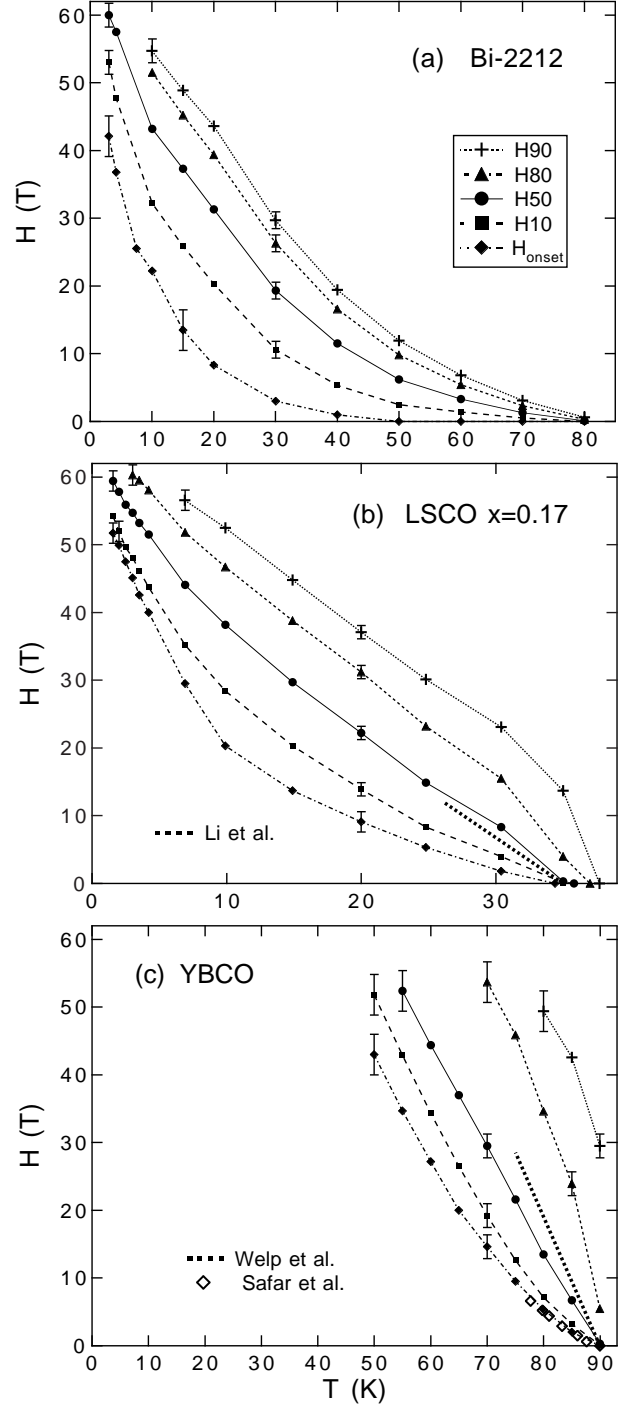 60
50
40
30
20
10
0
H (T)
(a) Bi-2212
H90
H80
H50
H10
Honset
0 10 20 30 40 50 60 70 80
60
50
40
30
20
10
0
H (T)
(b) LSCO x=0.17
Li et al.
0 10 20 30
60
50
40
30
20
10
0
H (T)
(c) YBCO
Welp et al.
Safar et al.
0 10 20 30 40 50 60 70 80 90
T (K)